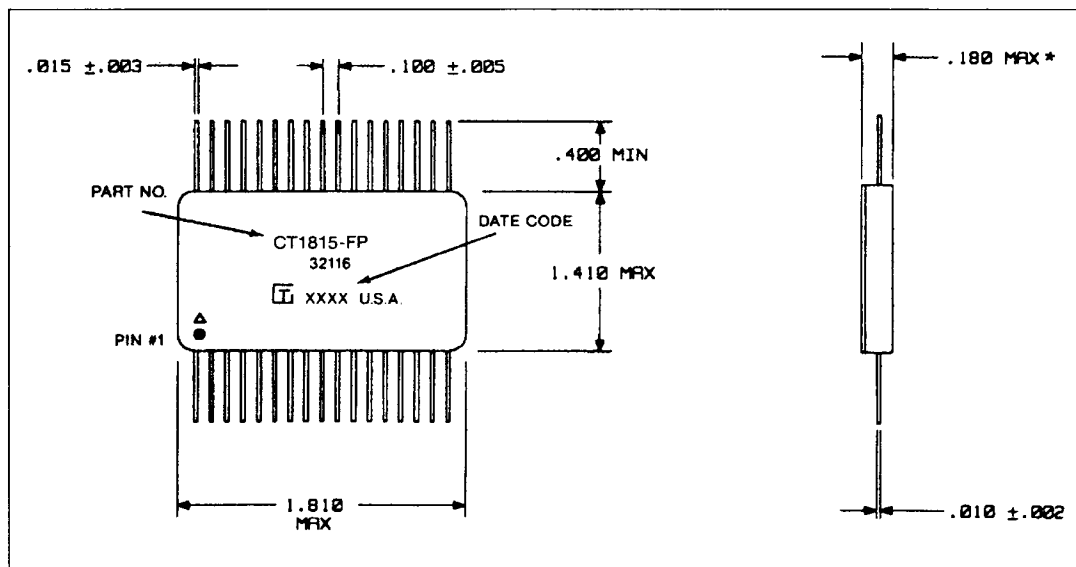 .015 ±.003
.100 ±.005
.180 MAX*
.400 MIN
PART NO.
DATE CODE
CT1815-FP
32116
1.410 MAX
XXXX U.S.A.
PIN #1
1.810
MAX
.010 ±.002